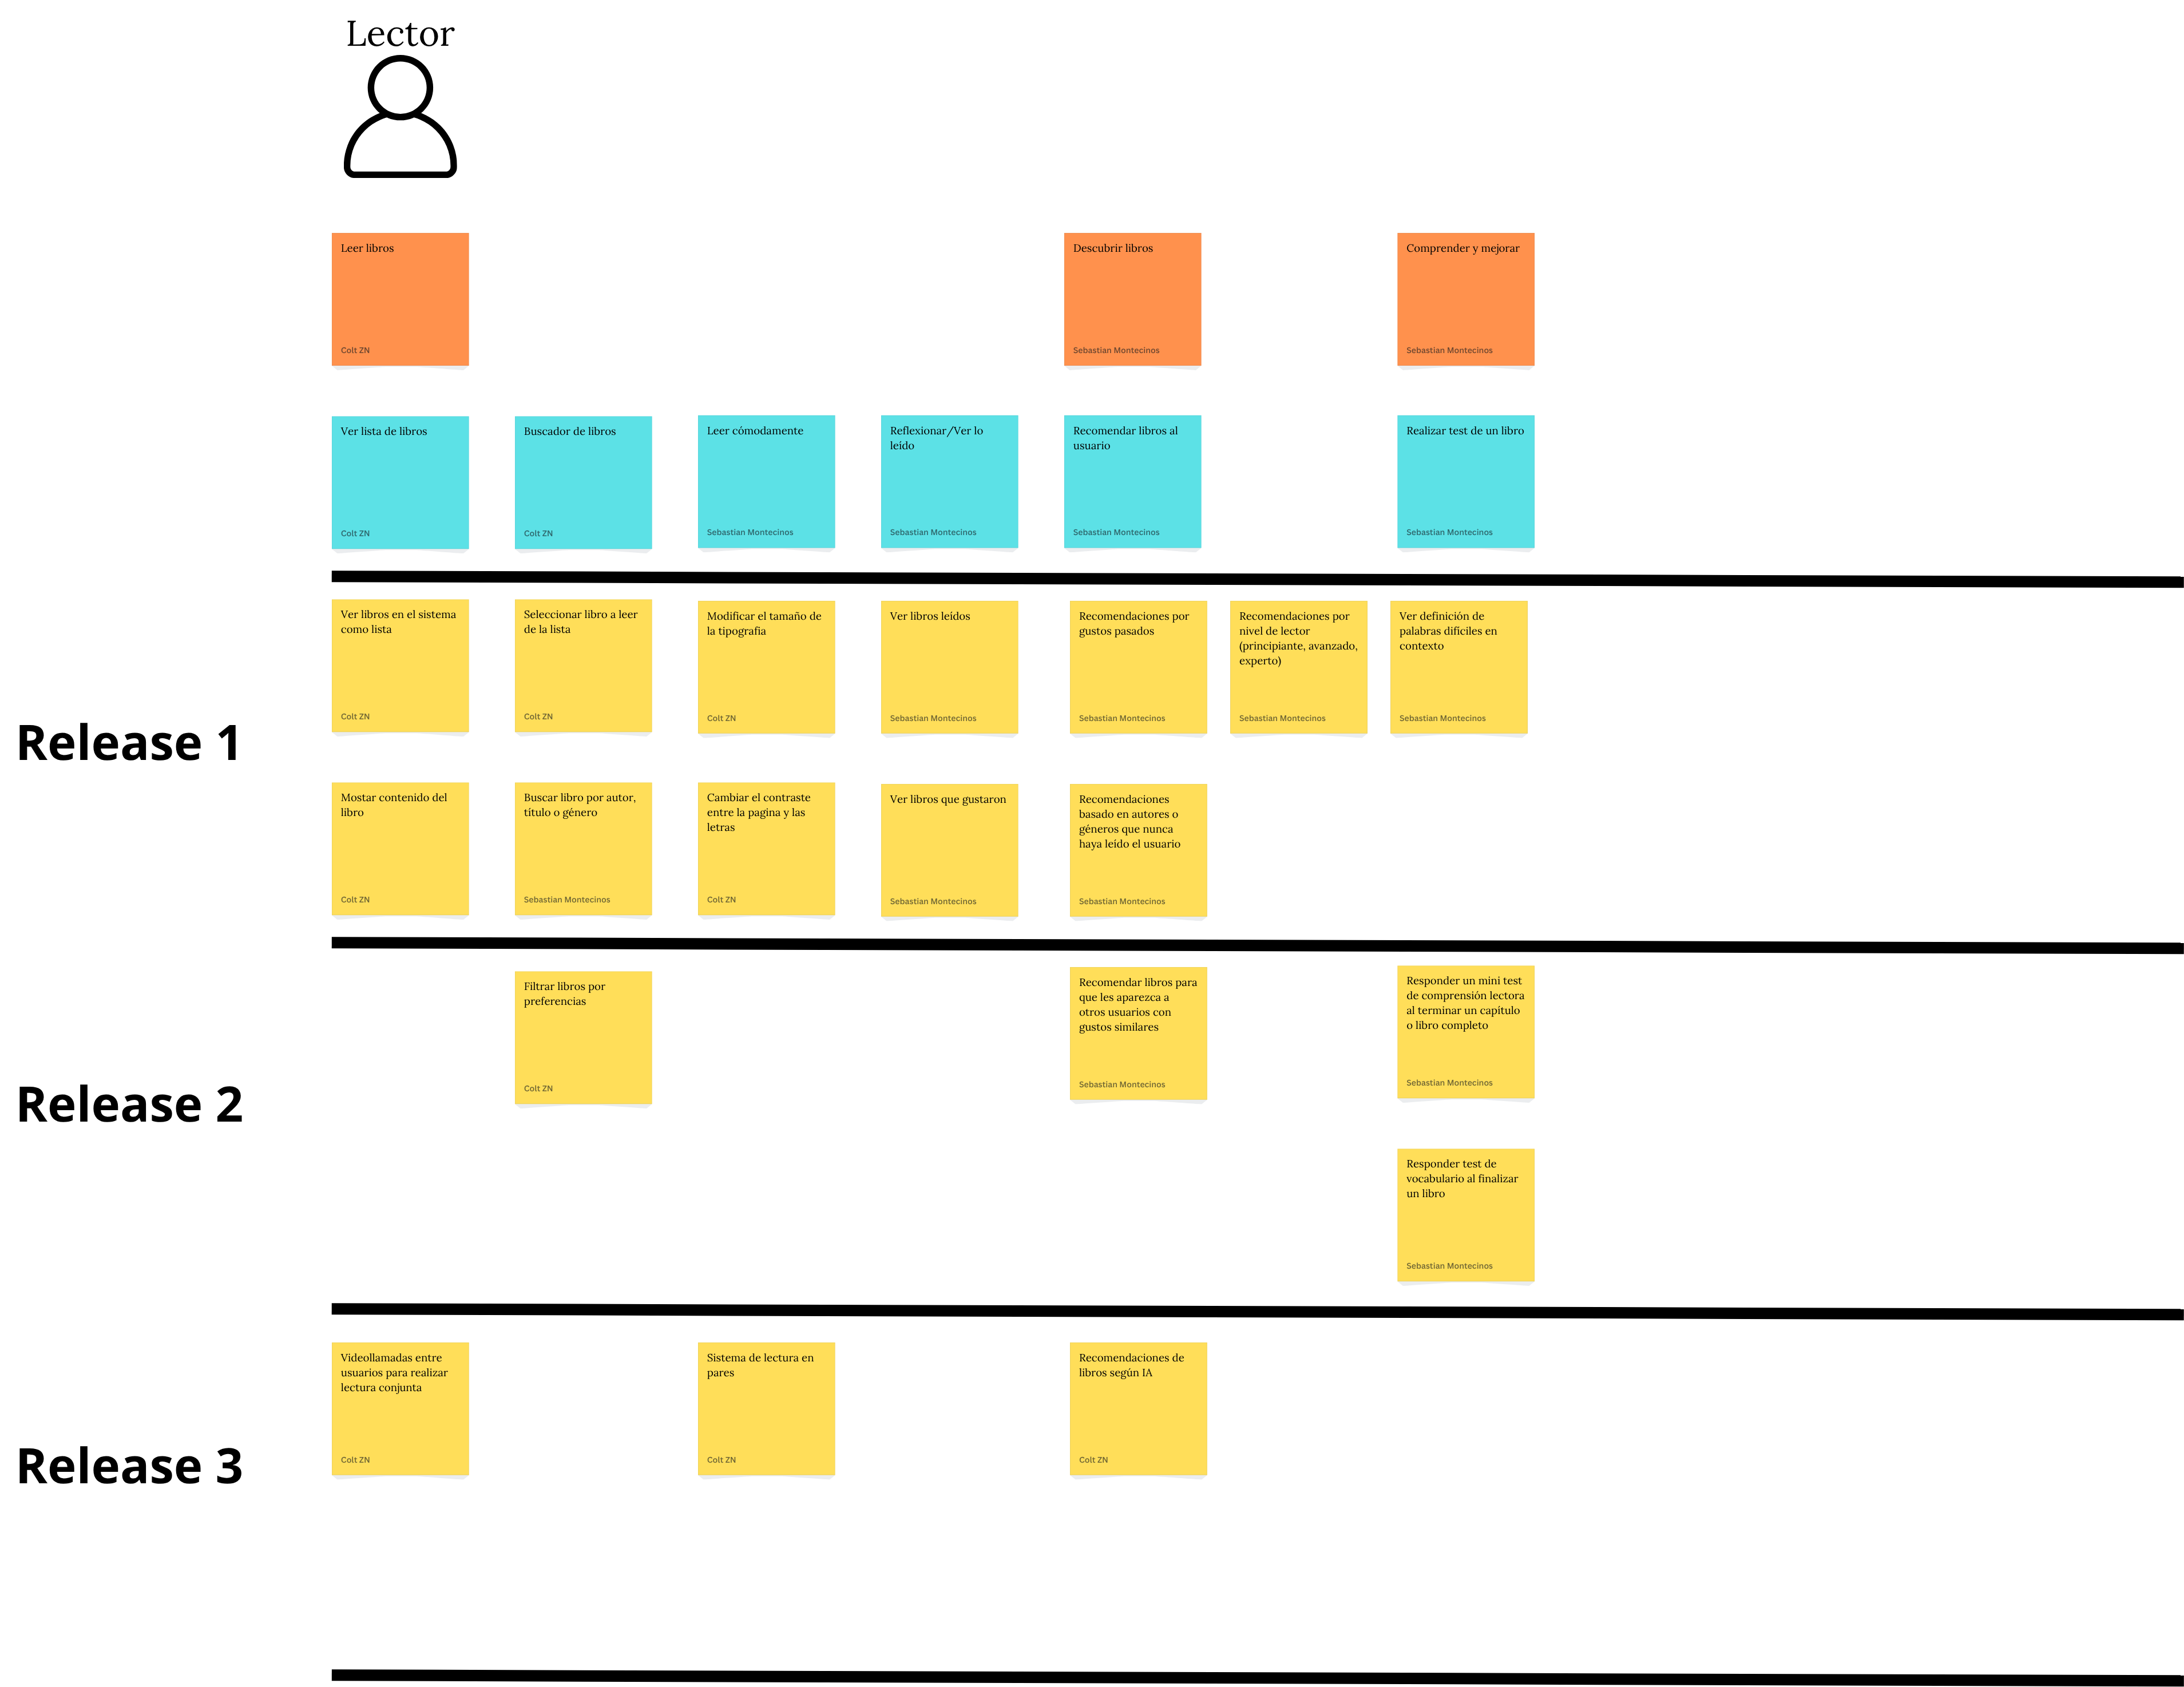 Lector
Leer libros
Colt ZN
Descubrir libros
Sebastian Montecinos
Comprender y mejorar
Sebastian Montecinos
Ver lista de libros
Colt ZN
Buscador de libros
Colt ZN
Leer cómodamente
Sebastian Montecinos
Reflexionar/Ver lo
leído
Sebastian Montecinos
Recomendar libros al
usuario
Sebastian Montecinos
Realizar test de un libro
Sebastian Montecinos
Release 1
Ver libros en el sistema
como lista
Colt ZN
Seleccionar libro a leer
de la lista
Colt ZN
Modificar el tamaño de
la tipografia
Colt ZN
Ver libros leídos
Sebastian Montecinos
Recomendaciones por
gustos pasados
Sebastian Montecinos
Recomendaciones por
nivel de lector
(principiante, avanzado,
experto)
Sebastian Montecinos
Ver definición de
palabras difíciles en
contexto
Sebastian Montecinos
Mostar contenido del
libro
Colt ZN
Buscar libro por autor,
título o género
Sebastian Montecinos
Cambiar el contraste
entre la pagina y las
letras
Colt ZN
Ver libros que gustaron
Sebastian Montecinos
Recomendaciones
basado en autores o
géneros que nunca
haya leído el usuario
Sebastian Montecinos
Release 2
Filtrar libros por
preferencias
Colt ZN
Recomendar libros para
que les aparezca a
otros usuarios con
gustos similares
Sebastian Montecinos
Responder un mini test
de comprensión lectora
al terminar un capítulo
o libro completo
Sebastian Montecinos
Responder test de
vocabulario al finalizar
un libro
Sebastian Montecinos
Release 3
Videollamadas entre
usuarios para realizar
lectura conjunta
Colt ZN
Sistema de lectura en
pares
Colt ZN
Recomendaciones de
libros según IA
Colt ZN